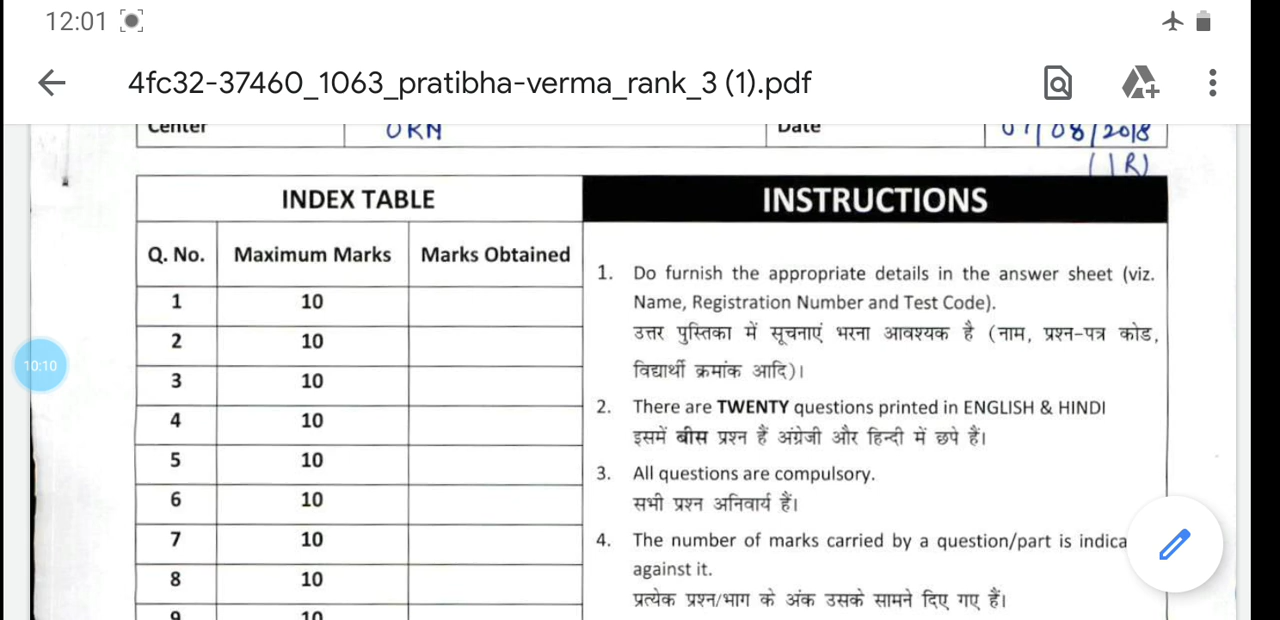 12:01
4fc32-37460_1063_pratibha-verma_rank_3 (1).pdf
Center
ORN
Date
07/08/2018
(1R)
INDEX TABLE
INSTRUCTIONS
Q. No. Maximum Marks Marks Obtained
1 10
2 10
3 10
4 10
5 10
6 10
7 10
8 10
9 10
1. Do furnish the appropriate details in the answer sheet (viz.
Name, Registration Number and Test Code).
उत्तर पुस्तिका में सूचनाएं भरना आवश्यक है (नाम, प्रश्न-पत्र कोड,
विद्यार्थी क्रमांक आदि)।
2. There are TWENTY questions printed in ENGLISH & HINDI
इसमें बीस प्रश्न हैं अंग्रेजी और हिन्दी में छपे हैं।
3. All questions are compulsory.
सभी प्रश्न अनिवार्य हैं।
4. The number of marks carried by a question/part is indica
against it.
प्रत्येक प्रश्न/भाग के अंक उसके सामने दिए गए हैं।
10:10